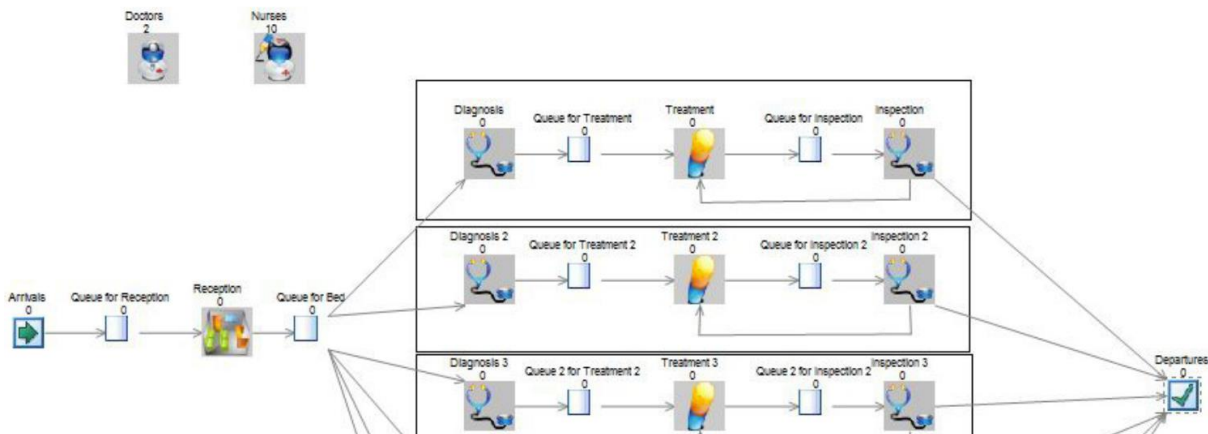 Doctors
2
Nurses
10
Diagnosis
0
Queue for Treatment
0
Treatment
0
Queue for Inspection
0
Inspection
0
Diagnosis 2
0
Queue for Treatment 2
0
Treatment 2
0
Queue for Inspection 2
0
Inspection 2
0
Arrivals
0
Queue for Reception
0
Reception
0
Queue for Bed
0
Diagnosis 3
0
Queue 2 for Treatment 2
0
Treatment 3
0
Queue 2 for Inspection 2
0
Inspection 3
0
Departures
0